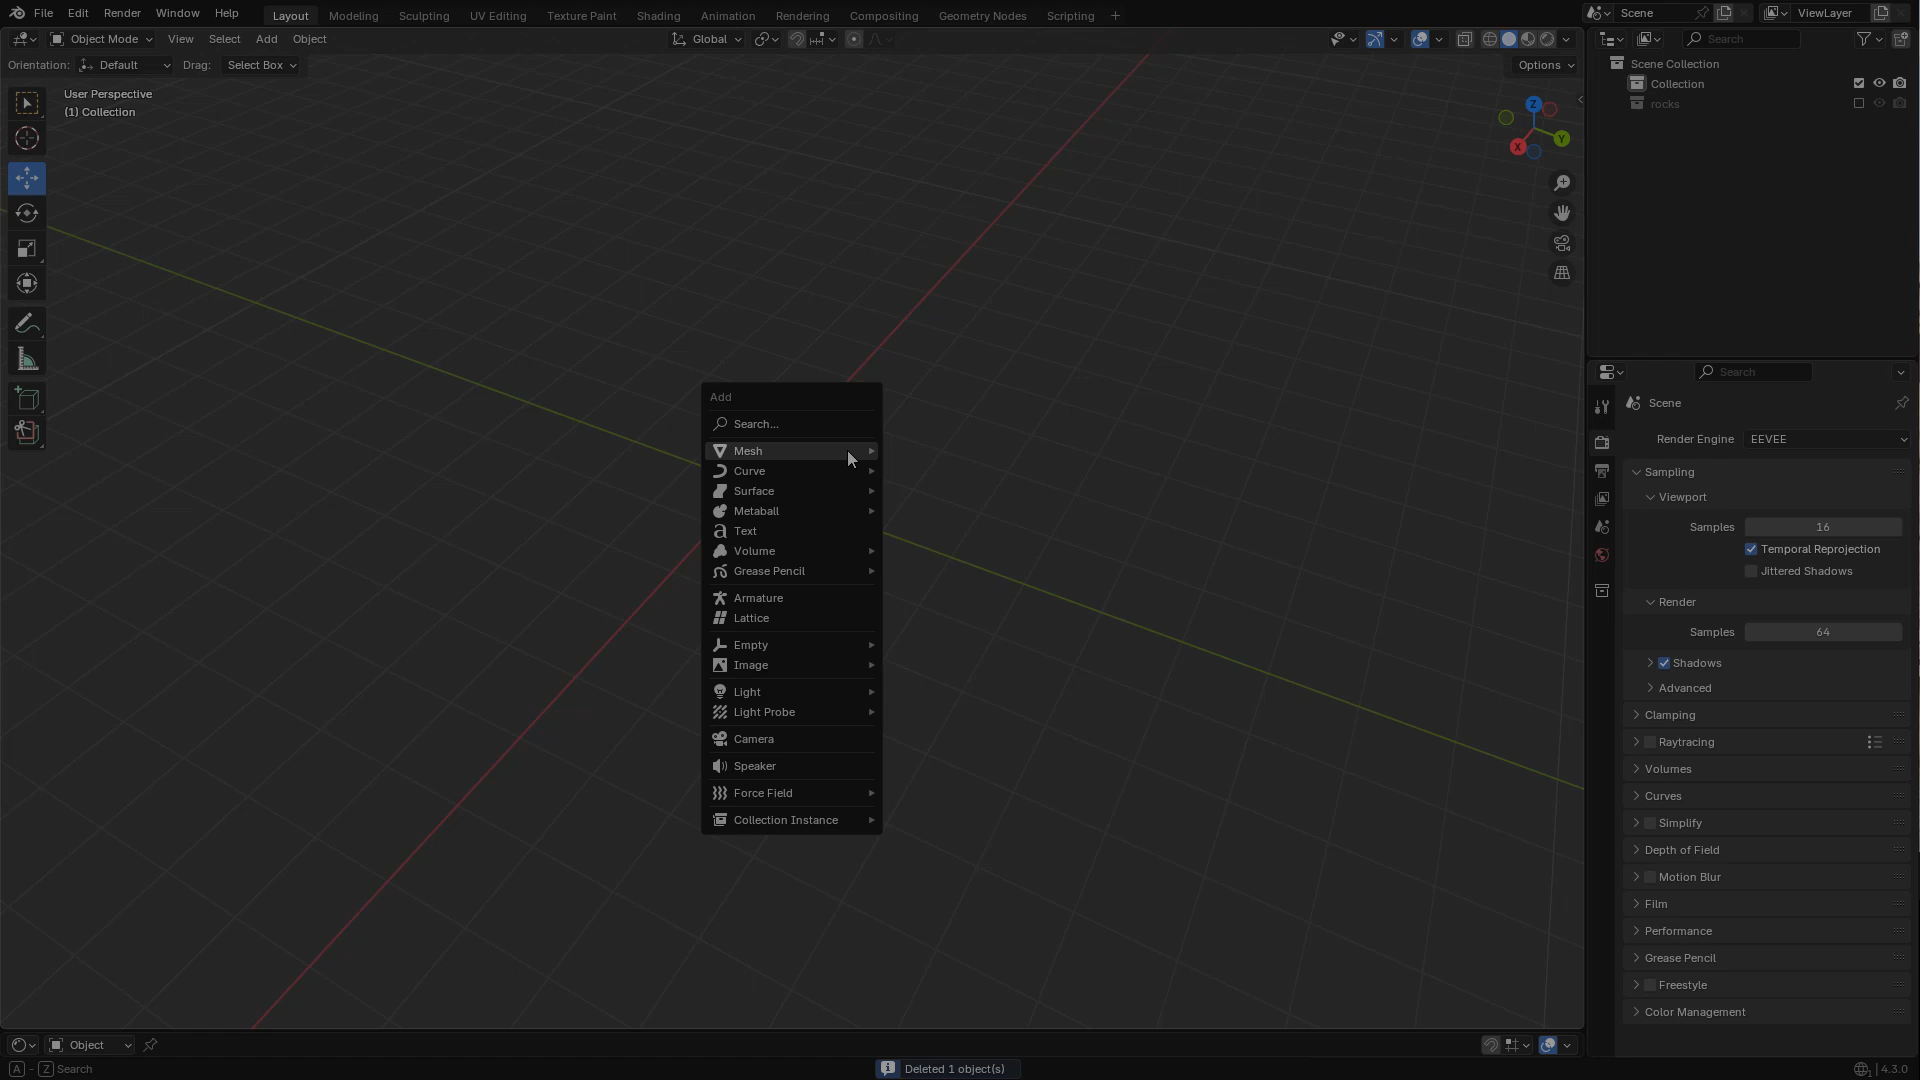 File Edit Render Window Help Layout Modeling Sculpting UV Editing Texture Paint Shading Animation Rendering Compositing Geometry Nodes Scripting + Scene ViewLayer
Object Mode View Select Add Object Global Search
Orientation: Default Drag: Select Box Options
User Perspective
(1) Collection
Z
Y
X
Scene Collection
Collection
rocks
Add
Search...
Mesh
Curve
Surface
Metaball
Text
Volume
Grease Pencil
Armature
Lattice
Empty
Image
Light
Light Probe
Camera
Speaker
Force Field
Collection Instance
Search
Scene
Render Engine EEVEE
Sampling
Viewport
Samples 16
Temporal Reprojection
Jittered Shadows
Render
Samples 64
Shadows
Advanced
Clamping
Raytracing
Volumes
Curves
Simplify
Depth of Field
Motion Blur
Film
Performance
Grease Pencil
Freestyle
Color Management
Object
A - Z Search Deleted 1 object(s) 4.3.0